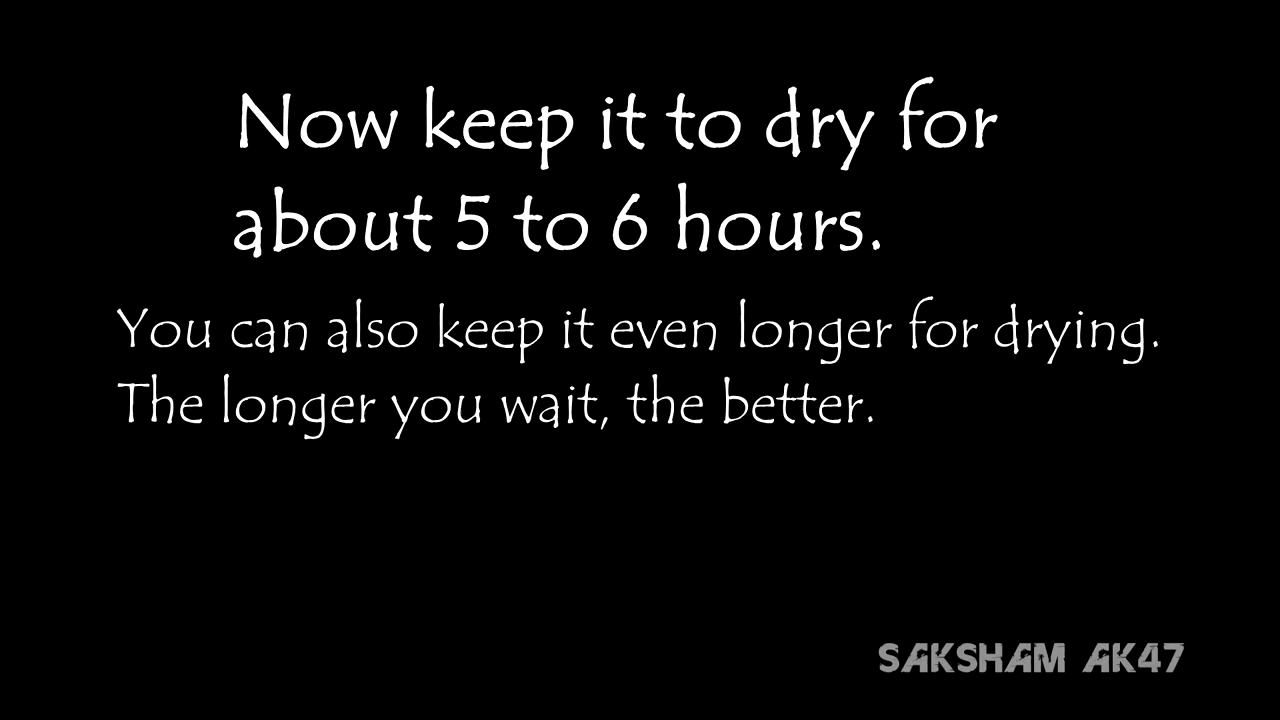 Now keep it to dry for
about 5 to 6 hours.
You can also keep it even longer for drying.
The longer you wait, the better.
SAKSHAM AK47